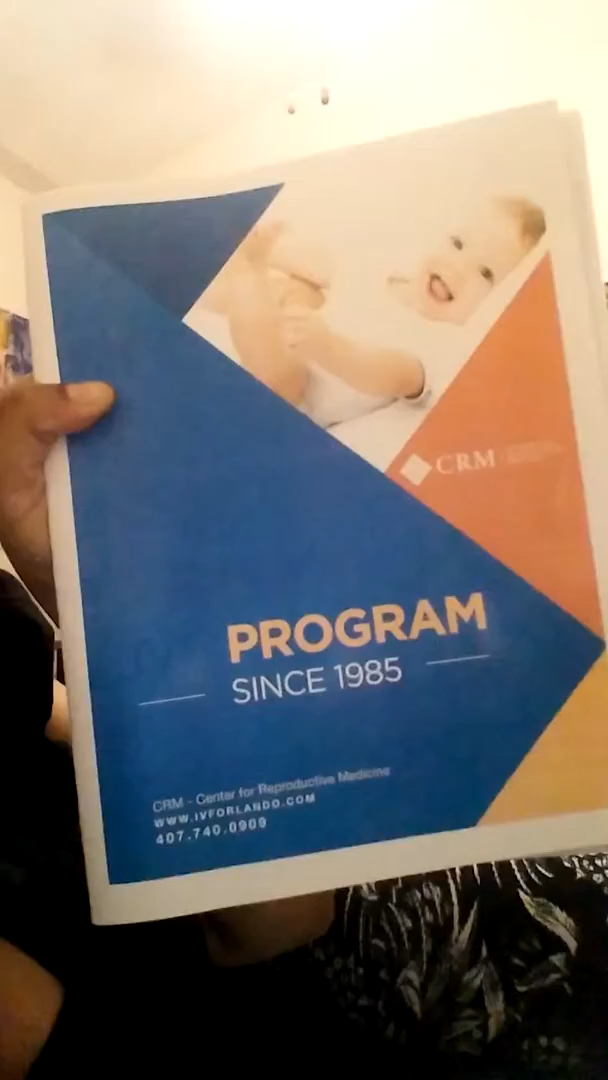 CRM
PROGRAM
SINCE 1985
CRM - Center for Reproductive Medicine
WWW.IVFORLANDO.COM
407.740.0909